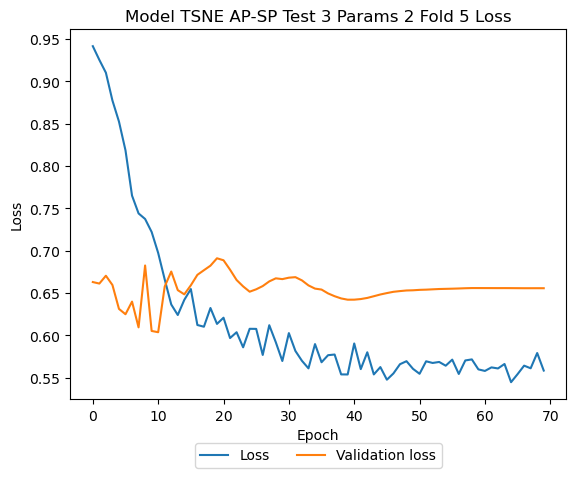 Model TSNE AP-SP Test 3 Params 2 Fold 5 Loss
0.95
0.90
0.85
0.80
0.75
0.70
0.65
0.60
0.55
Loss
0 10 20 30 40 50 60 70
Epoch
Loss Validation loss